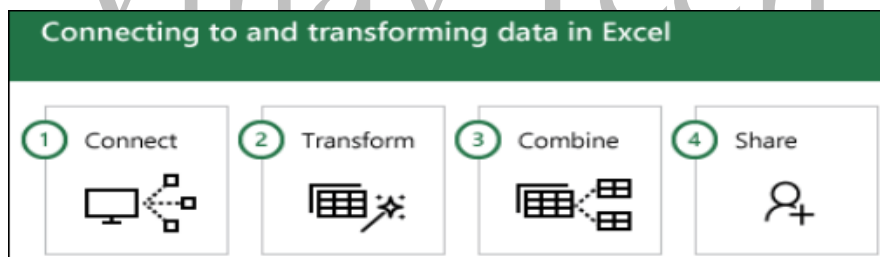 Connecting to and transforming data in Excel
1 Connect
2 Transform
3 Combine
4 Share